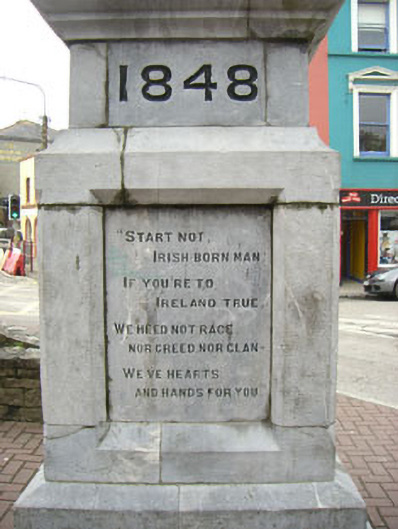 1848
"START NOT,
IRISH BORN MAN
IF YOU'RE TO
IRELAND TRUE,
WE HEED NOT RACE
NOR CREED, NOR CLAN-
WE'VE HEARTS
AND HANDS FOR YOU
Direc